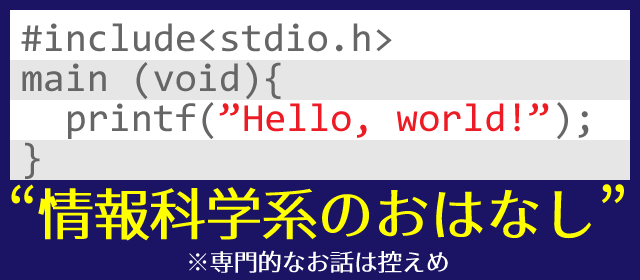 #include<stdio.h>
main (void){
  printf(”Hello, world!”);
}
“情報科学系のおはなし”
※専門的なお話は控えめ